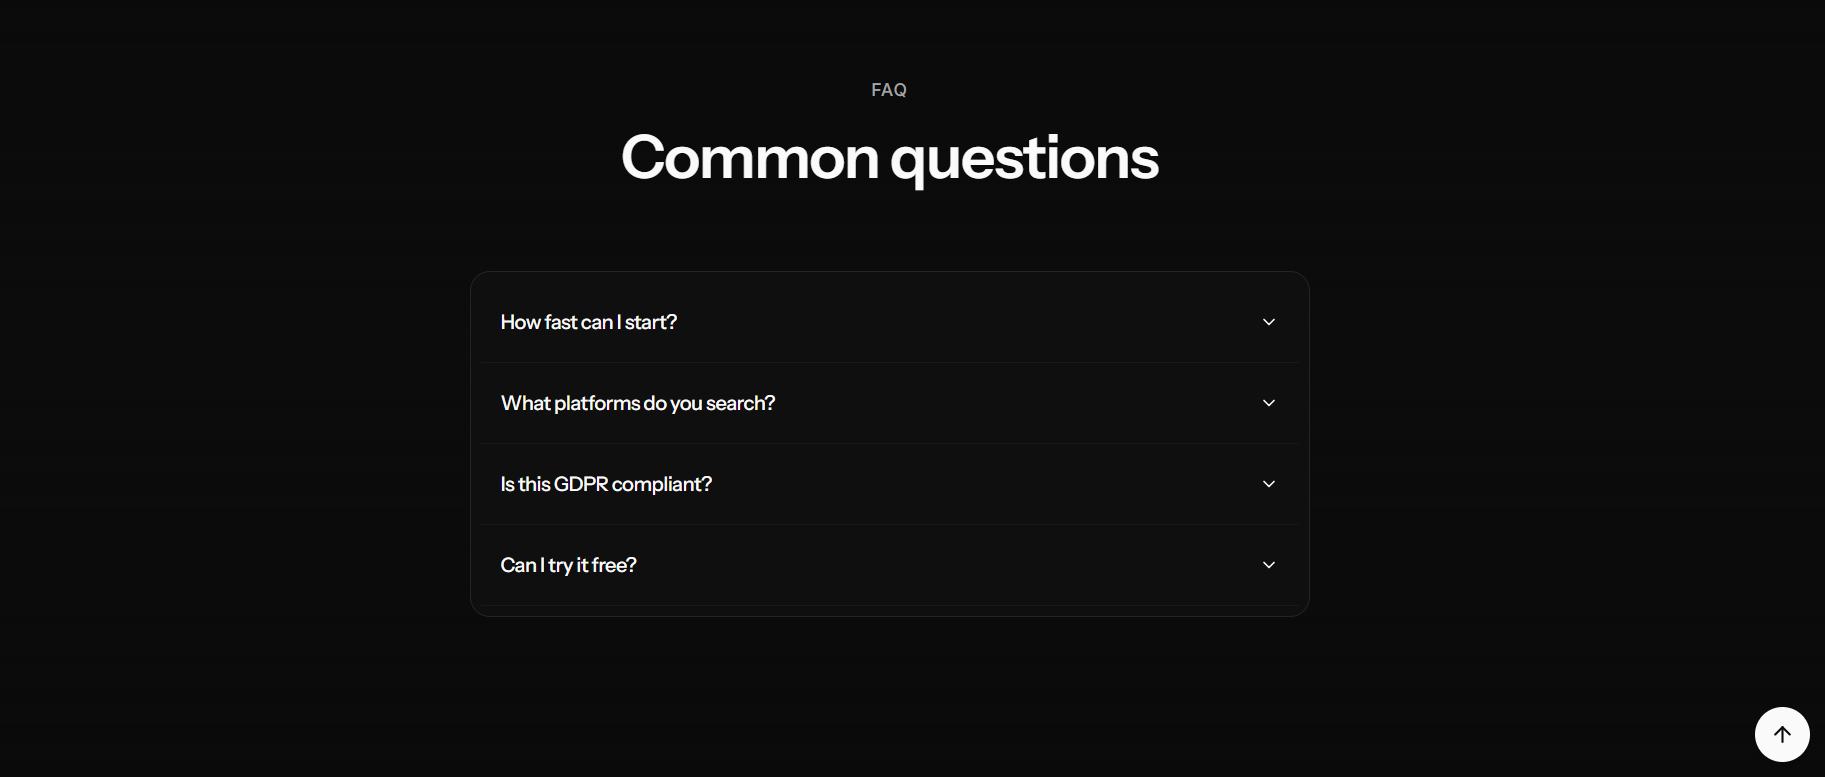 FAQ
Common questions
How fast can I start?
What platforms do you search?
Is this GDPR compliant?
Can I try it free?